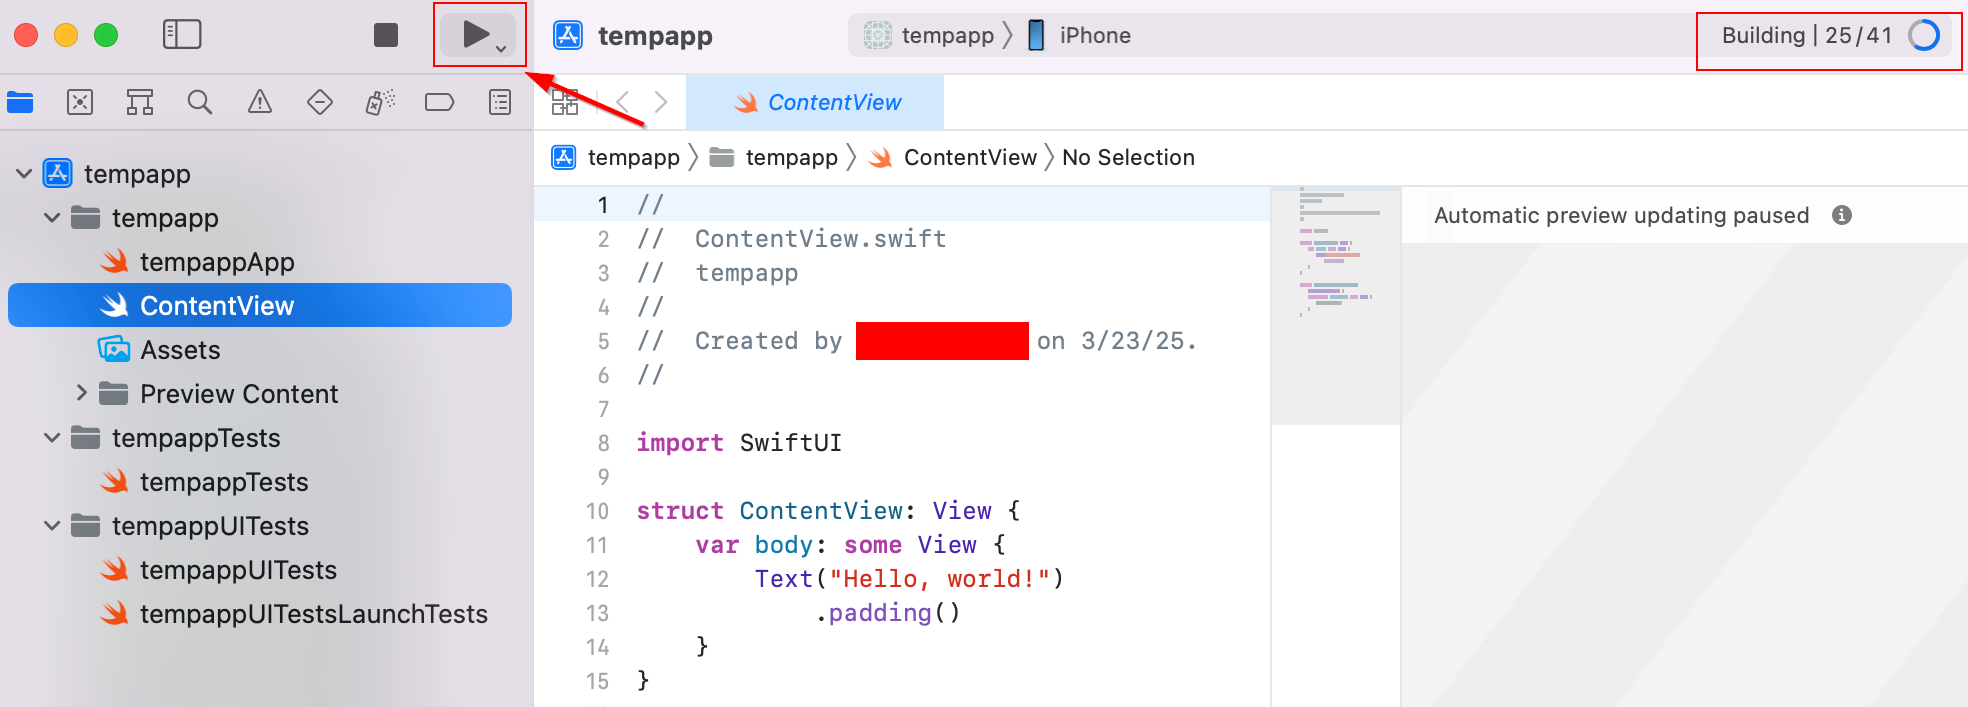 tempapp
tempapp 〉 iPhone
Building | 25/41
ContentView
tempapp 〉 tempapp 〉 ContentView 〉 No Selection
tempapp
tempapp
tempappApp
ContentView
Assets
Preview Content
tempappTests
tempappTests
tempappUITests
tempappUITests
tempappUITestsLaunchTests
1 //
2 //  ContentView.swift
3 //  tempapp
4 //
5 //  Created by on 3/23/25.
6 //
7
8 import SwiftUI
9
10 struct ContentView: View {
11     var body: some View {
12         Text("Hello, world!")
13             .padding()
14     }
15 }
Automatic preview updating paused